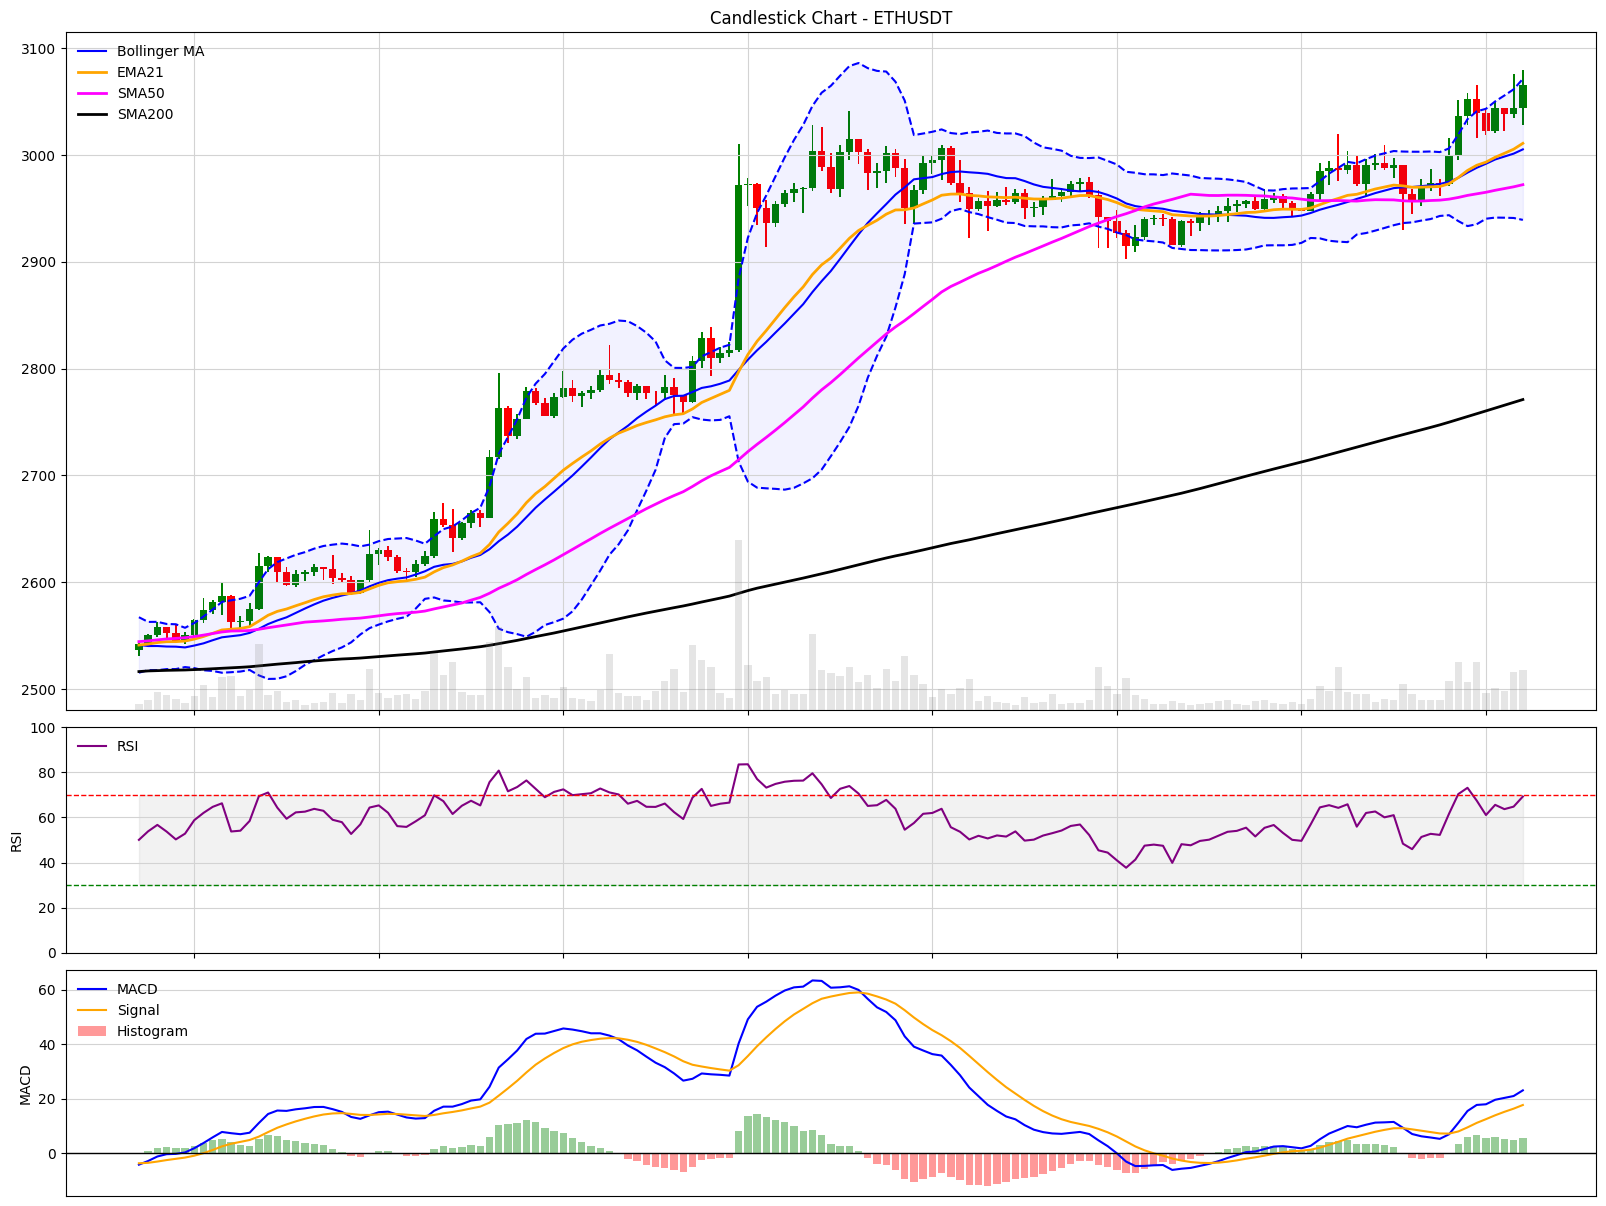 Candlestick Chart - ETHUSDT
Bollinger MA
EMA21
SMA50
SMA200
3100
3000
2900
2800
2700
2600
2500
RSI
RSI
100
80
60
40
20
0
MACD
Signal
Histogram
MACD
60
40
20
0